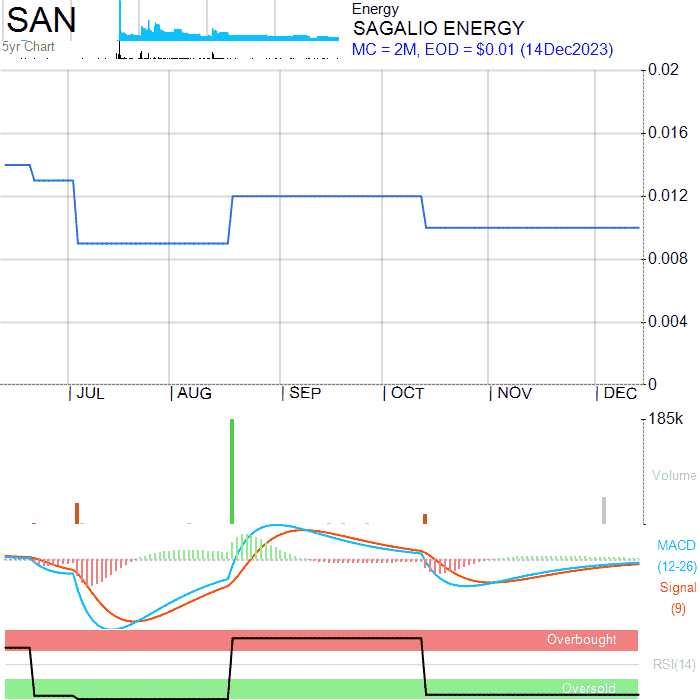 SAN
5yr Chart
Energy
SAGALIO ENERGY
MC = 2M, EOD = $0.01 (14Dec2023)
0.02
0.016
0.012
0.008
0.004
0
JUL AUG SEP OCT NOV DEC
185k
Volume
MACD
(12-26)
Signal
(9)
Overbought
RSI(14)
Oversold